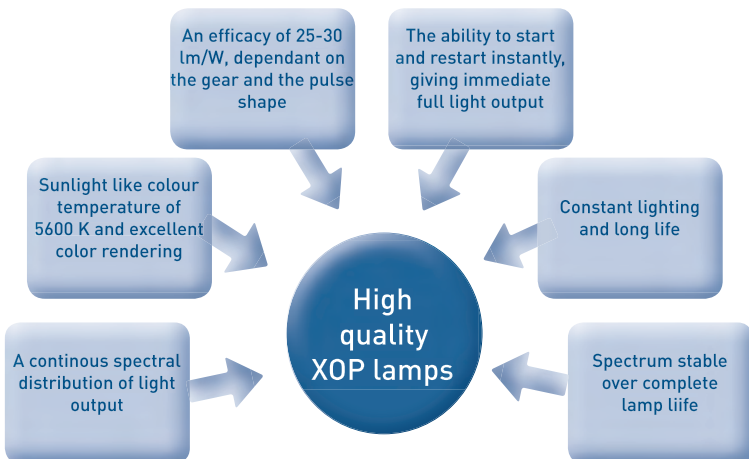 An efficacy of 25-30
lm/W, dependant on
the gear and the pulse
shape
The ability to start
and restart instantly,
giving immediate
full light output
Sunlight like colour
temperature of
5600 K and excellent
color rendering
Constant lighting
and long life
High
quality
XOP lamps
A continous spectral
distribution of light
output
Spectrum stable
over complete
lamp liife